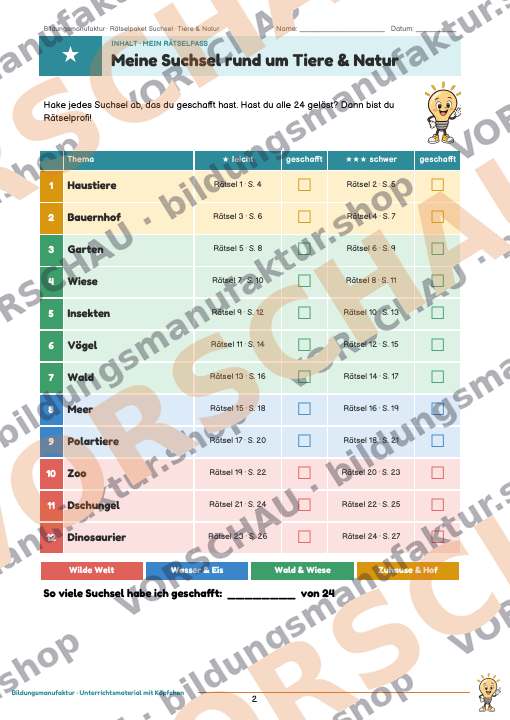 Bildungsmanufaktur · Rätselpaket Suchsel · Tiere & Natur Name: ____________ Datum: ____________
INHALT · MEIN RÄTSELPASS
Meine Suchsel rund um Tiere & Natur
Hake jedes Suchsel ab, das du geschafft hast. Hast du alle 24 gelöst? Dann bist du
Rätselprofi!
Thema ★ leicht geschafft ★★★ schwer geschafft
1 Haustiere Rätsel 1 · S. 4 Rätsel 2 · S. 5
2 Bauernhof Rätsel 3 · S. 6 Rätsel 4 · S. 7
3 Garten Rätsel 5 · S. 8 Rätsel 6 · S. 9
4 Wiese Rätsel 7 · S. 10 Rätsel 8 · S. 11
5 Insekten Rätsel 9 · S. 12 Rätsel 10 · S. 13
6 Vögel Rätsel 11 · S. 14 Rätsel 12 · S. 15
7 Wald Rätsel 13 · S. 16 Rätsel 14 · S. 17
8 Meer Rätsel 15 · S. 18 Rätsel 16 · S. 19
9 Polartiere Rätsel 17 · S. 20 Rätsel 18 · S. 21
10 Zoo Rätsel 19 · S. 22 Rätsel 20 · S. 23
11 Dschungel Rätsel 21 · S. 24 Rätsel 22 · S. 25
12 Dinosaurier Rätsel 23 · S. 26 Rätsel 24 · S. 27
Wilde Welt Wasser & Eis Wald & Wiese Zuhause & Hof
So viele Suchsel habe ich geschafft: ________ von 24
Bildungsmanufaktur · Unterrichtsmaterial mit Köpfchen
2
VORSCHAU · bildungsmanufaktur.shop
VORSCHAU